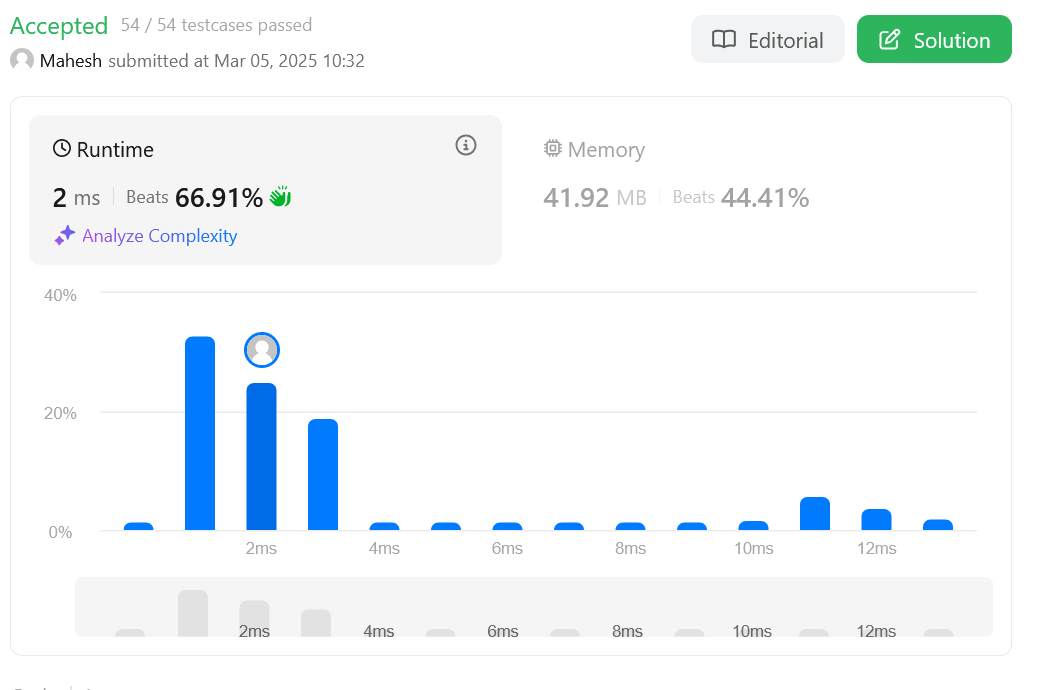 Accepted 54 / 54 testcases passed
Mahesh submitted at Mar 05, 2025 10:32
Editorial
Solution
Runtime
2 ms Beats 66.91%
Analyze Complexity
Memory
41.92 MB Beats 44.41%
40%
20%
0%
2ms 4ms 6ms 8ms 10ms 12ms
2ms 4ms 6ms 8ms 10ms 12ms